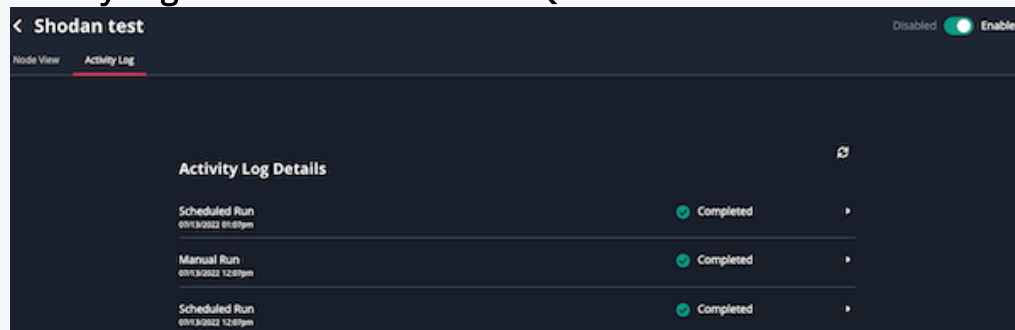 < Shodan test
Disabled Enable
Node View Activity Log
Activity Log Details
Scheduled Run
Completed
07/13/2022 01:07pm
Manual Run
Completed
07/13/2022 12:07pm
Scheduled Run
Completed
07/13/2022 12:07pm